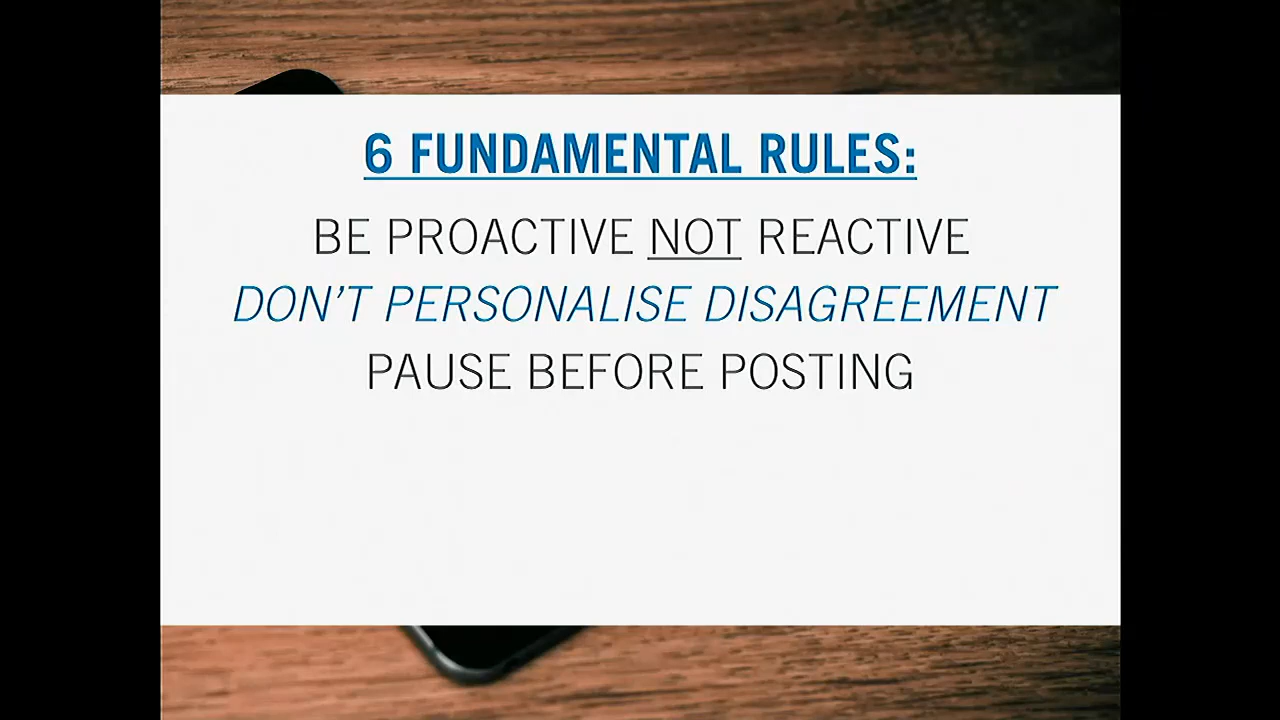 6 FUNDAMENTAL RULES:
BE PROACTIVE NOT REACTIVE
DON'T PERSONALISE DISAGREEMENT
PAUSE BEFORE POSTING